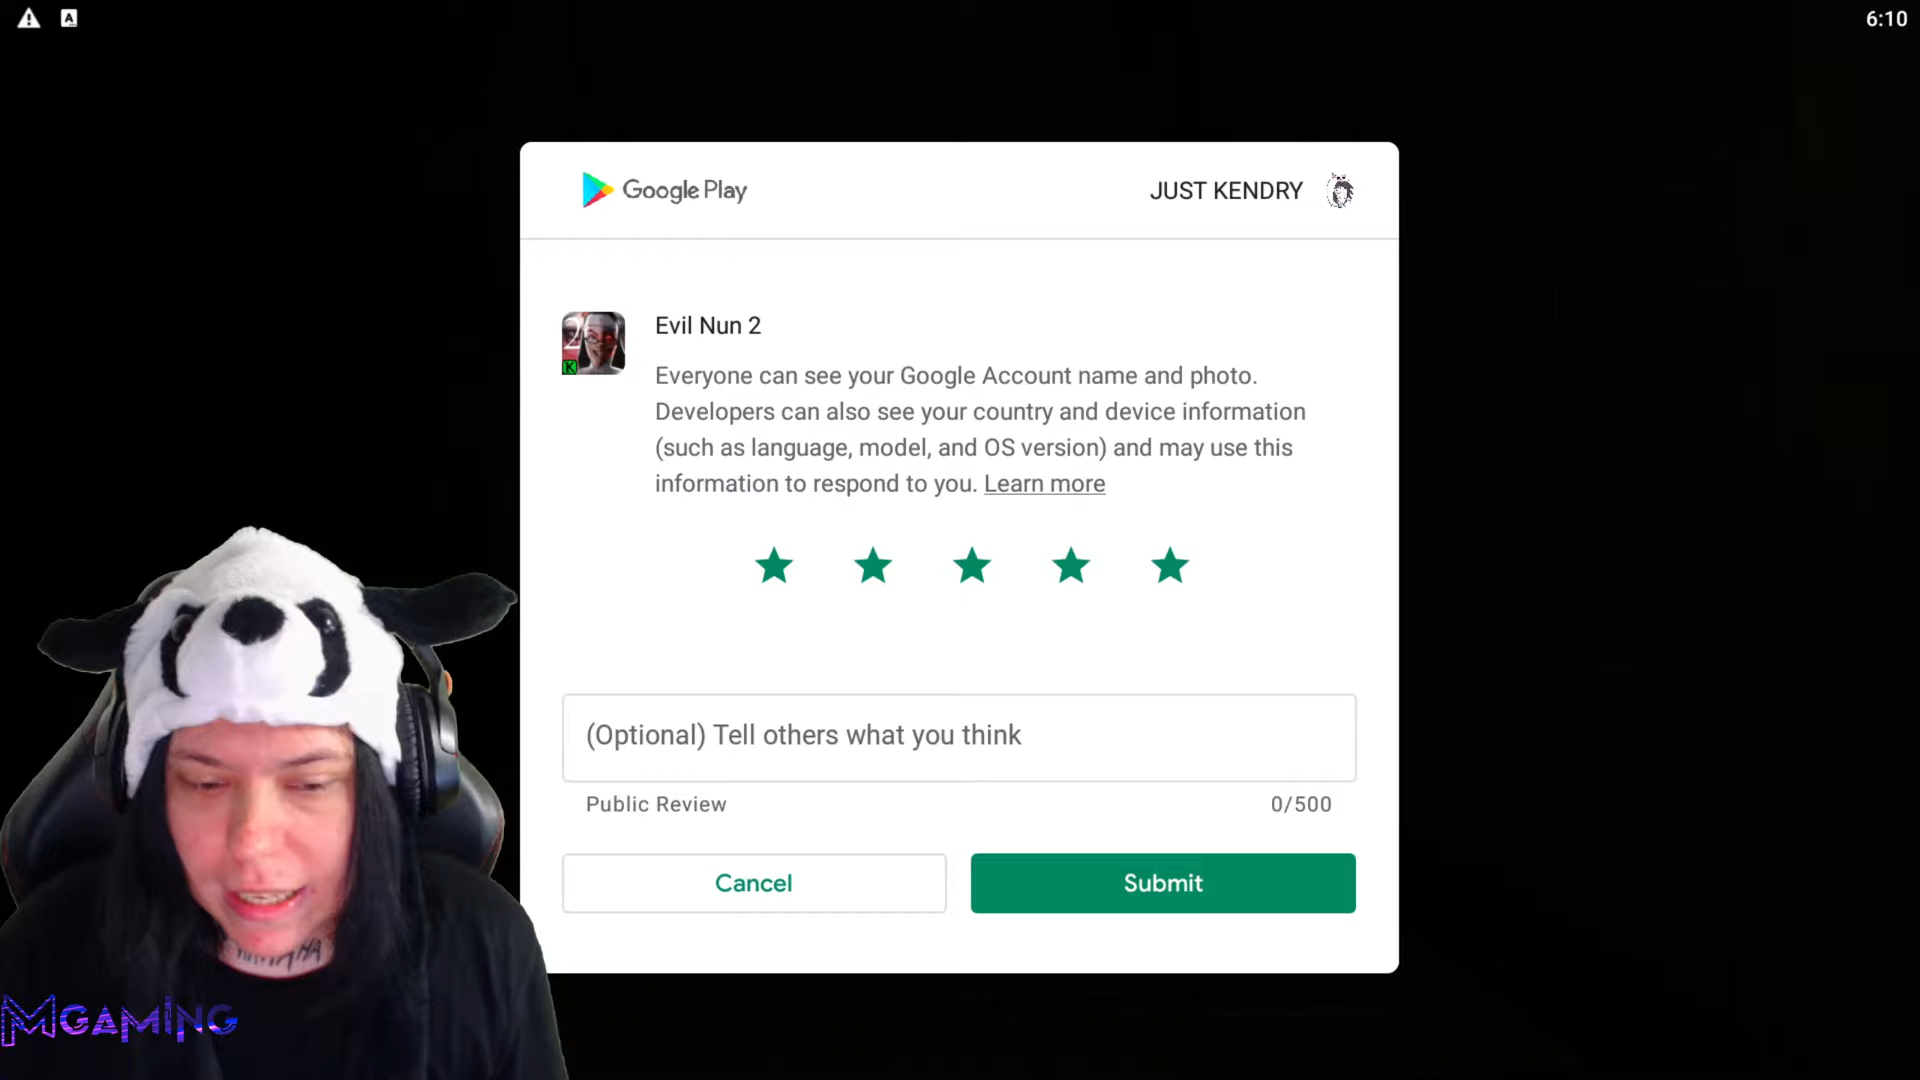 A
6:10
Google Play
JUST KENDRY
2
K
Evil Nun 2
Everyone can see your Google Account name and photo.
Developers can also see your country and device information
(such as language, model, and OS version) and may use this
information to respond to you. Learn more
(Optional) Tell others what you think
Public Review
0/500
Cancel
Submit
MGAMING